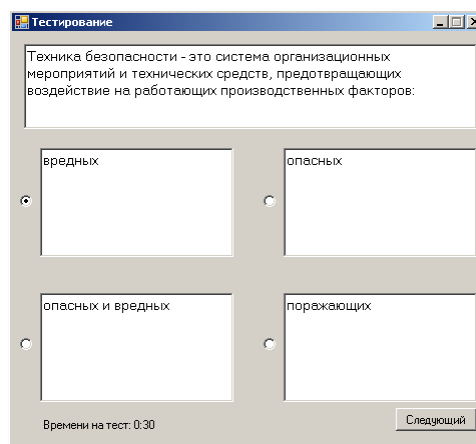 Тестирование
Техника безопасности - это система организационных
мероприятий и технических средств, предотвращающих
воздействие на работающих производственных факторов:
вредных
опасных
опасных и вредных
поражающих
Времени на тест: 0:30
Следующий